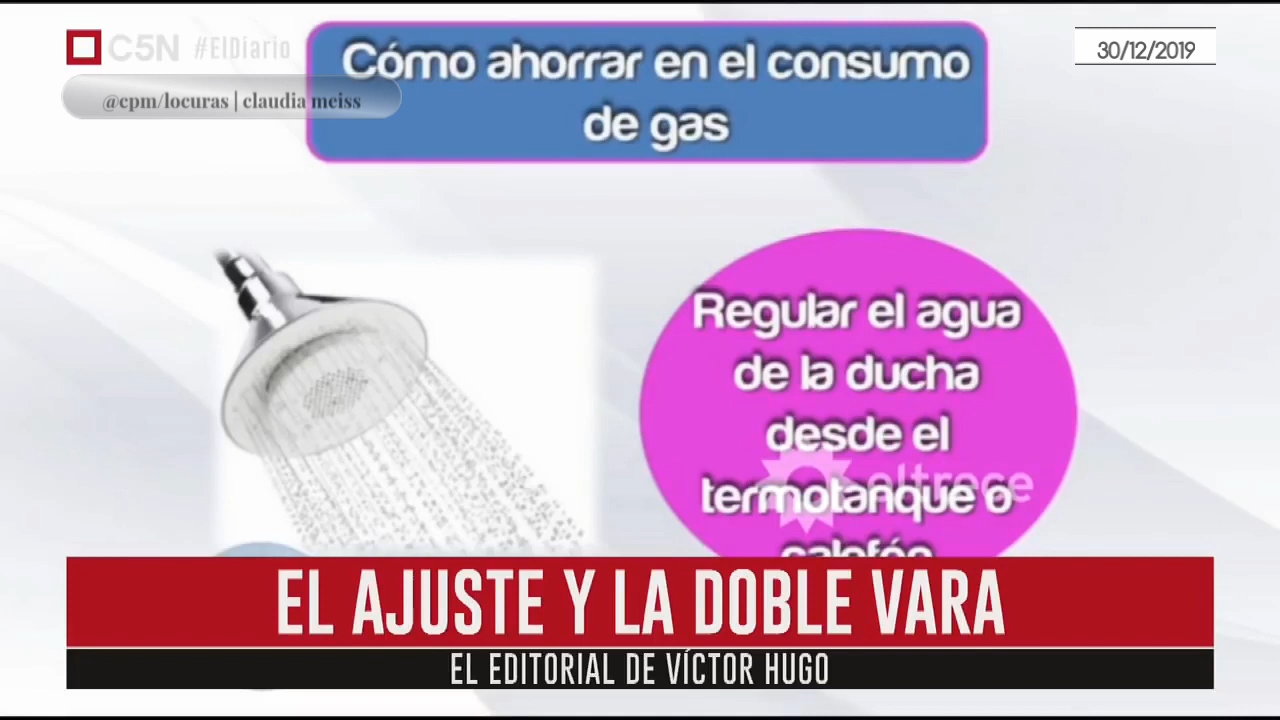 C5N #ElDiario
@cpm/locuras | claudia meiss
30/12/2019
Cómo ahorrar en el consumo
de gas
Regular el agua
de la ducha
desde el
termotanque o
calefón
eltrece
EL AJUSTE Y LA DOBLE VARA
EL EDITORIAL DE VÍCTOR HUGO